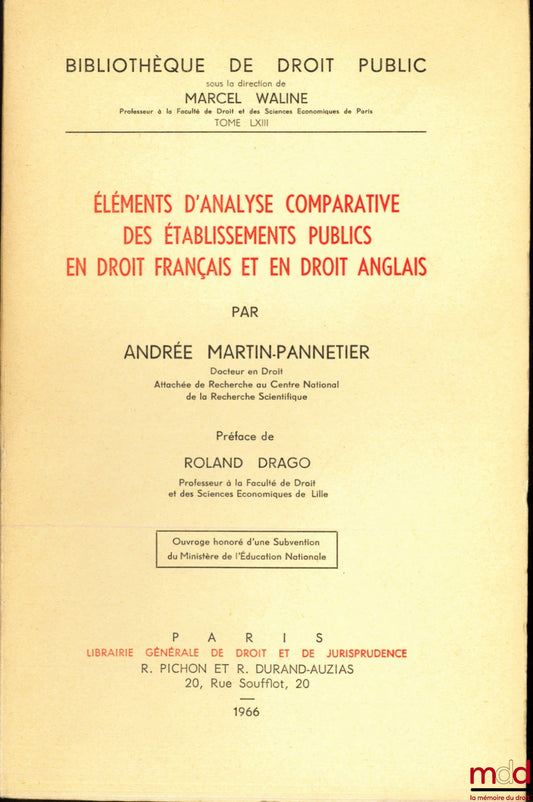 BIBLIOTHÈQUE DE DROIT PUBLIC
sous la direction de
MARCEL WALINE
Professeur à la Faculté de Droit et des Sciences Economiques de Paris
TOME LXIII
ÉLÉMENTS D'ANALYSE COMPARATIVE
DES ÉTABLISSEMENTS PUBLICS
EN DROIT FRANÇAIS ET EN DROIT ANGLAIS
PAR
ANDRÉE MARTIN-PANNETIER
Docteur en Droit
Attachée de Recherche au Centre National
de la Recherche Scientifique
Préface de
ROLAND DRAGO
Professeur à la Faculté de Droit
et des Sciences Economiques de Lille
Ouvrage honoré d'une Subvention
du Ministère de l'Éducation Nationale
PARIS
LIBRAIRIE GÉNÉRALE DE DROIT ET DE JURISPRUDENCE
R. PICHON ET R. DURAND-AUZIAS
20, Rue Soufflot, 20
1966
mdd
la mémoire du droit